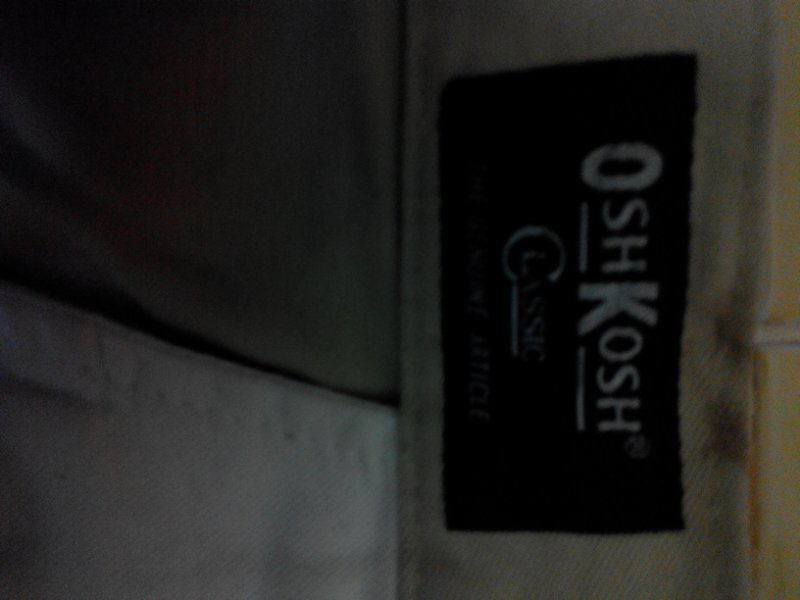 OSHKOSH®
CLASSIC
THE GENUINE ARTICLE